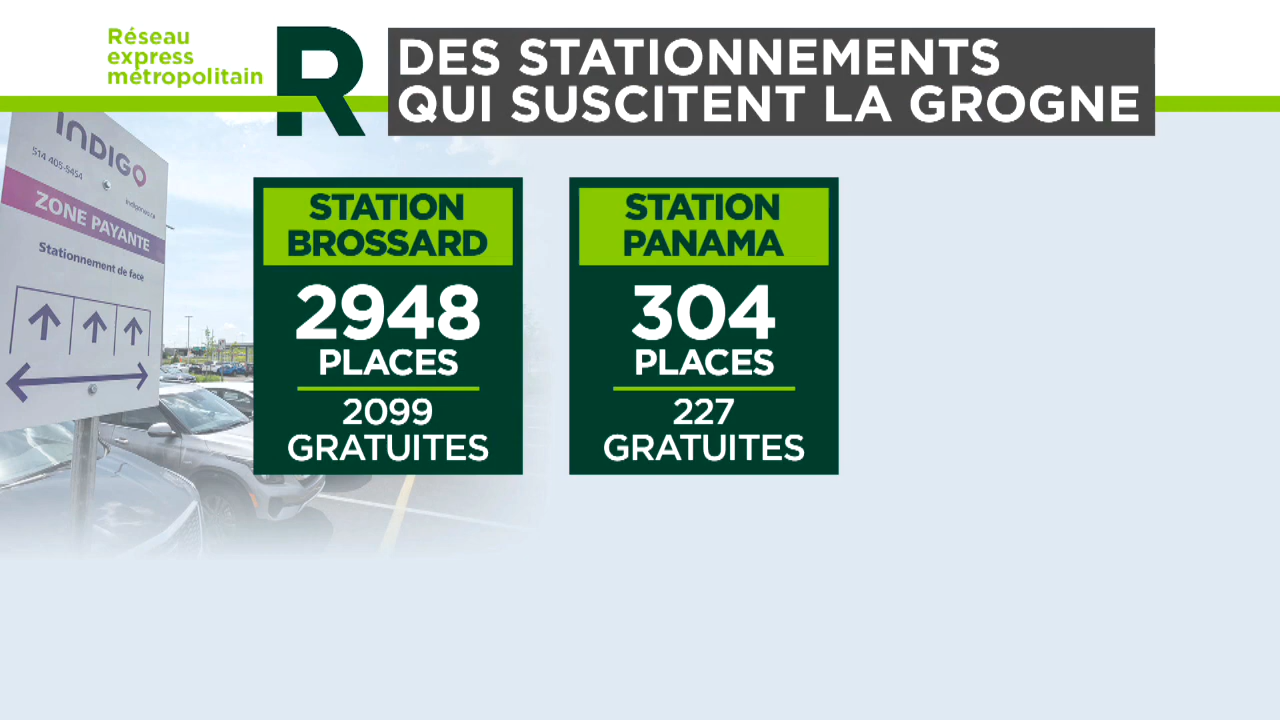 Réseau
express
métropolitain
R
DES STATIONNEMENTS
QUI SUSCITENT LA GROGNE
INDIGO
514 405-5454
ZONE PAYANTE
Stationnement de face
STATION
BROSSARD
2948
PLACES
2099
GRATUITES
STATION
PANAMA
304
PLACES
227
GRATUITES